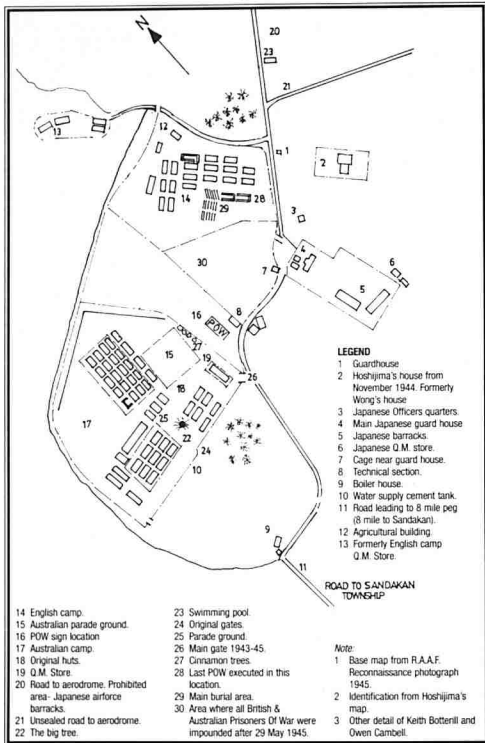 N
20
23
21
13
12
1
2
14
28
29
3
4
6
30
7
5
16
POW
8
27
15
19
26
18
17
25
22
24
10
9
11
ROAD TO SANDAKAN
TOWNSHIP
LEGEND
1 Guardhouse
2 Hoshijima's house from
November 1944. Formerly
Wong's house
3 Japanese Officers quarters.
4 Main Japanese guard house
5 Japanese barracks.
6 Japanese Q.M. store.
7 Cage near guard house.
8 Technical section.
9 Boiler house.
10 Water supply cement tank.
11 Road leading to 8 mile peg
(8 mile to Sandakan).
12 Agricultural building.
13 Formerly English camp
Q.M. Store.
14 English camp.
15 Australian parade ground.
16 POW sign location
17 Australian camp.
18 Original huts.
19 Q.M. Store
20 Road to aerodrome. Prohibited
area- Japanese airforce
barracks.
21 Unsealed road to aerodrome.
22 The big tree.
23 Swimming pool.
24 Original gates.
25 Parade ground.
26 Main gate 1943-45.
27 Cinnamon trees.
28 Last POW executed in this
location.
29 Main burial area.
30 Area where all British &
Australian Prisoners Of War were
impounded after 29 May 1945.
Note:
1 Base map from R.A.A.F.
Reconnaissance photograph
1945.
2 Identification from Hoshijima's
map.
3 Other detail of Keith Botterill and
Owen Cambell.